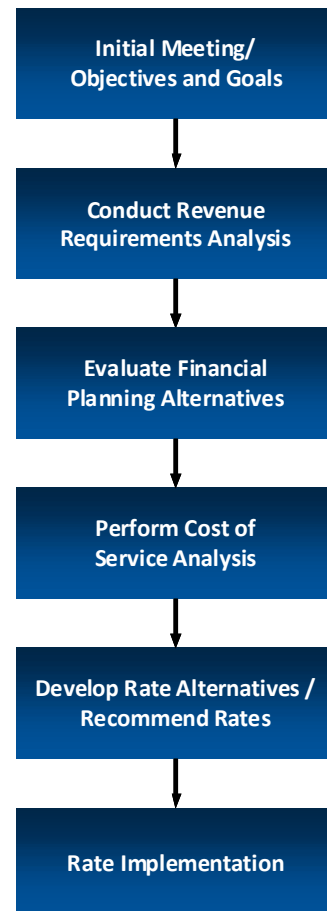 Initial Meeting/
Objectives and Goals
Conduct Revenue
Requirements Analysis
Evaluate Financial
Planning Alternatives
Perform Cost of
Service Analysis
Develop Rate Alternatives /
Recommend Rates
Rate Implementation